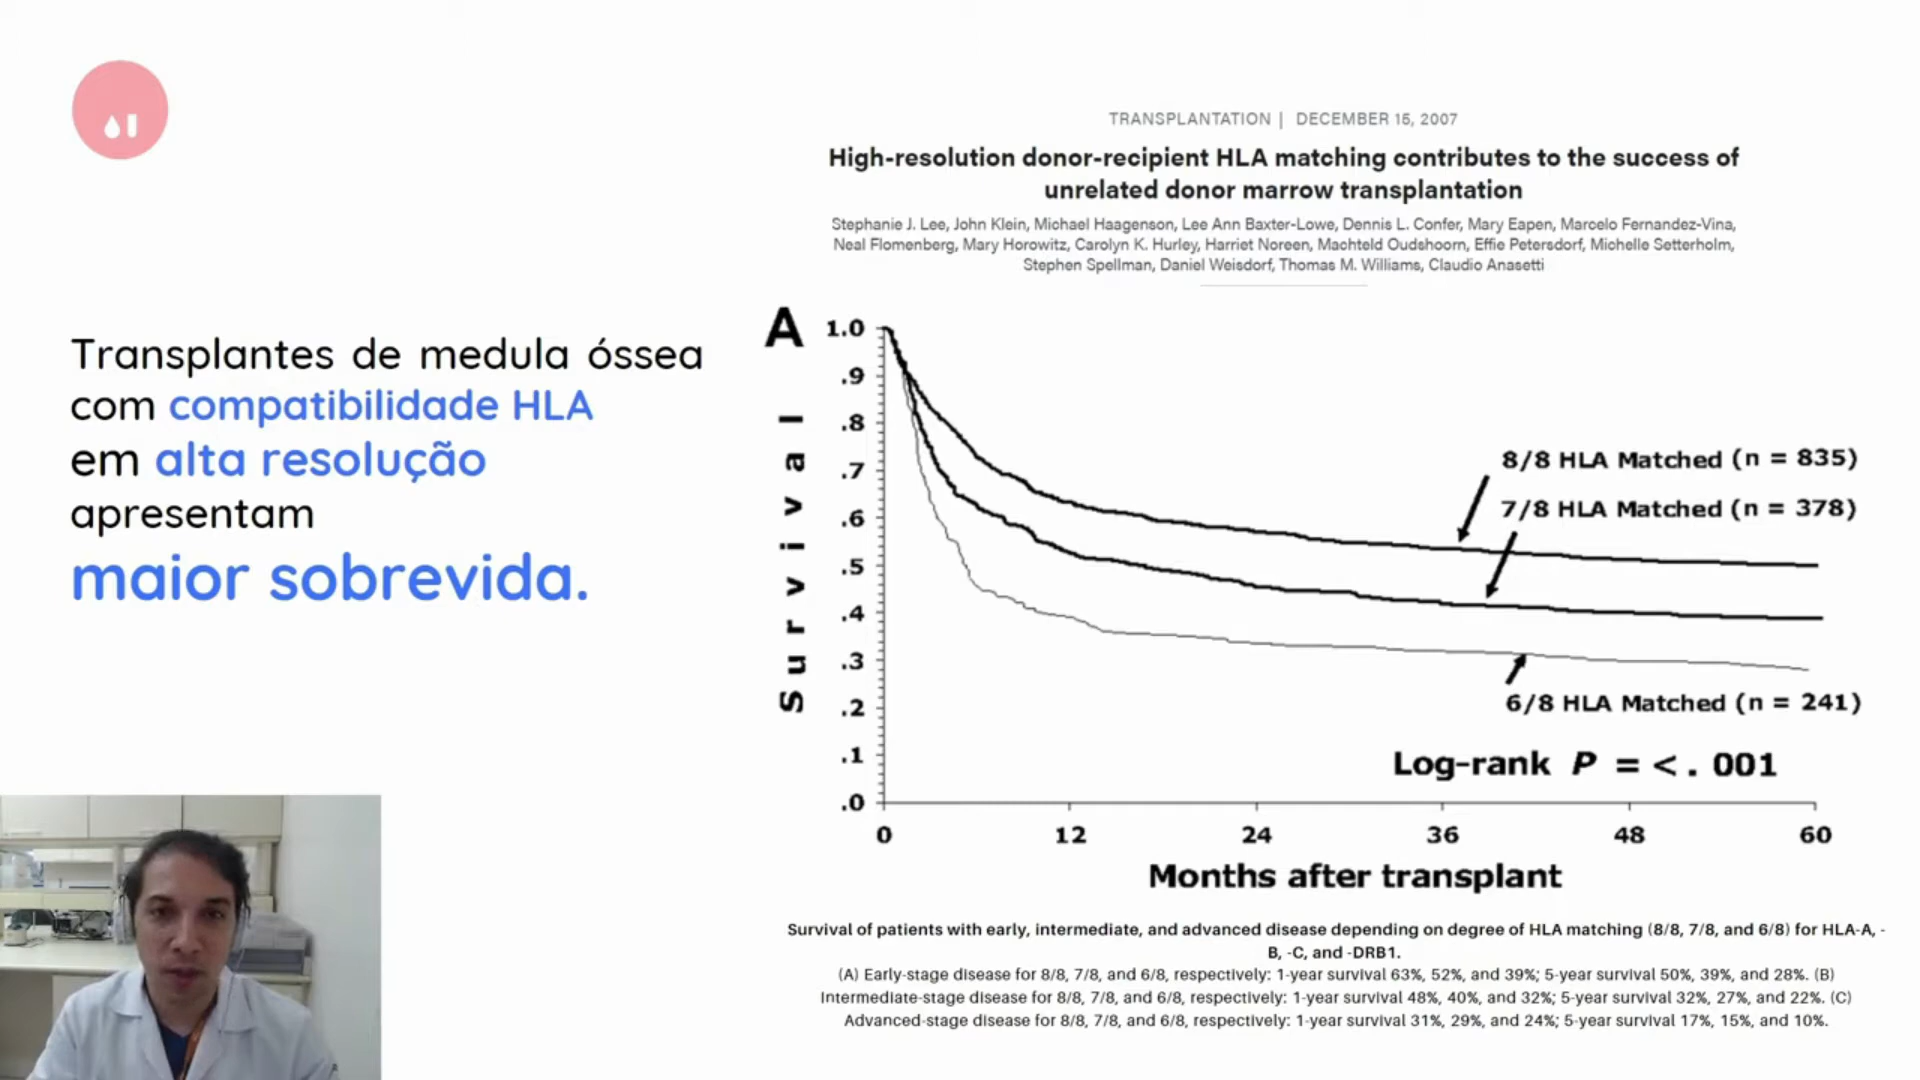 Transplantes de medula óssea
com compatibilidade HLA
em alta resolução
apresentam
maior sobrevida.
TRANSPLANTATION | DECEMBER 15, 2007
High-resolution donor-recipient HLA matching contributes to the success of
unrelated donor marrow transplantation
Stephanie J. Lee, John Klein, Michael Haagenson, Lee Ann Baxter-Lowe, Dennis L. Confer, Mary Eapen, Marcelo Fernandez-Vina,
Neal Flomenberg, Mary Horowitz, Carolyn K. Hurley, Harriet Noreen, Machteld Oudshoorn, Effie Petersdorf, Michelle Setterholm,
Stephen Spellman, Daniel Weisdorf, Thomas M. Williams, Claudio Anasetti
A
Survival
1.0
.9
.8
.7
.6
.5
.4
.3
.2
.1
.0
8/8 HLA Matched (n = 835)
7/8 HLA Matched (n = 378)
6/8 HLA Matched (n = 241)
Log-rank P = <. 001
0 12 24 36 48 60
Months after transplant
Survival of patients with early, intermediate, and advanced disease depending on degree of HLA matching (8/8, 7/8, and 6/8) for HLA-A, -
B, -C, and -DRB1.
(A) Early-stage disease for 8/8, 7/8, and 6/8, respectively: 1-year survival 63%, 52%, and 39%; 5-year survival 50%, 39%, and 28%. (B)
Intermediate-stage disease for 8/8, 7/8, and 6/8, respectively: 1-year survival 48%, 40%, and 32%; 5-year survival 32%, 27%, and 22%. (C)
Advanced-stage disease for 8/8, 7/8, and 6/8, respectively: 1-year survival 31%, 29%, and 24%; 5-year survival 17%, 15%, and 10%.